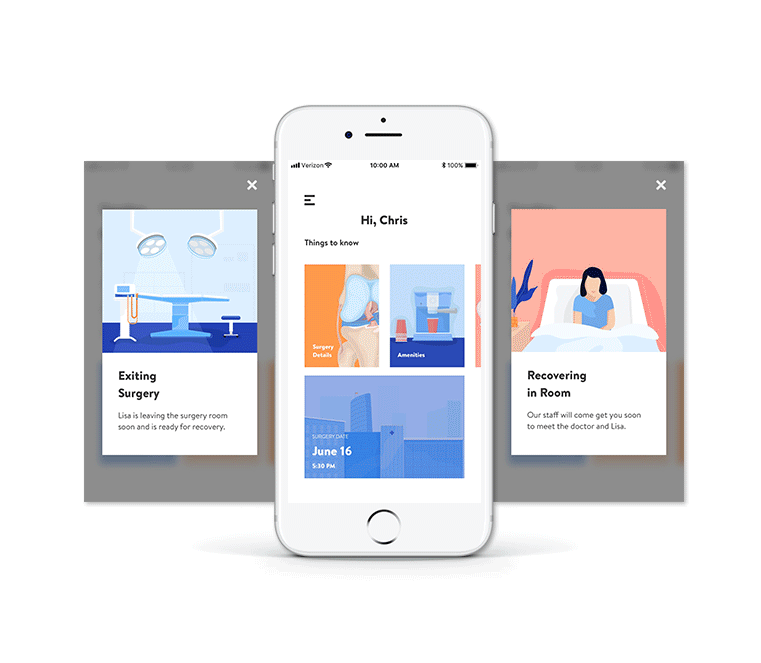 Verizon
10:00 AM
100%
Hi, Chris
Things to know
Surgery
Details
Amenities
SURGERY DATE
June 16
5:30 PM
Exiting
Surgery
Lisa is leaving the surgery room
soon and is ready for recovery.
Recovering
in Room
Our staff will come get you soon
to meet the doctor and Lisa.